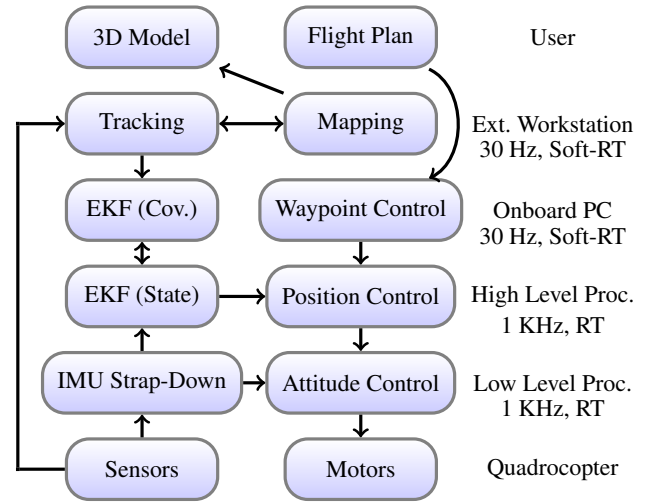 3D Model
Flight Plan
User
Tracking
Mapping
Ext. Workstation
30 Hz, Soft-RT
EKF (Cov.)
Waypoint Control
Onboard PC
30 Hz, Soft-RT
EKF (State)
Position Control
High Level Proc.
1 KHz, RT
IMU Strap-Down
Attitude Control
Low Level Proc.
1 KHz, RT
Sensors
Motors
Quadrocopter